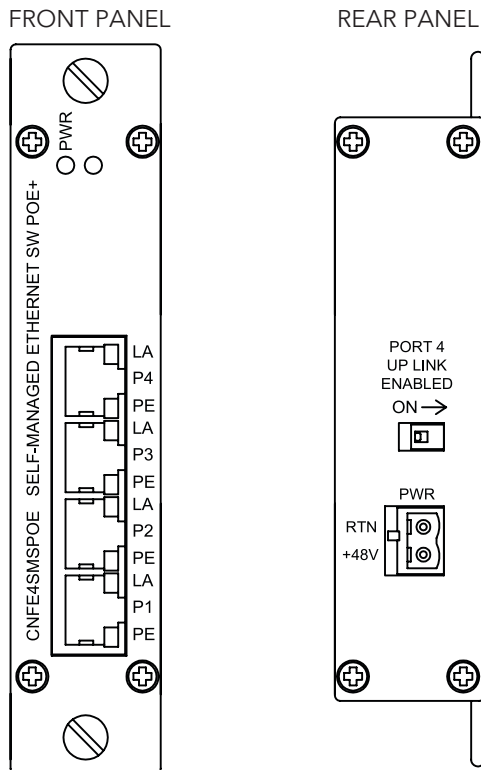 FRONT PANEL
PWR
CNFE4SMSPOE SELF-MANAGED ETHERNET SW POE+
LA
P4
PE
LA
P3
PE
LA
P2
PE
LA
P1
PE
REAR PANEL
PORT 4
UP LINK
ENABLED
ON →
PWR
RTN
+48V